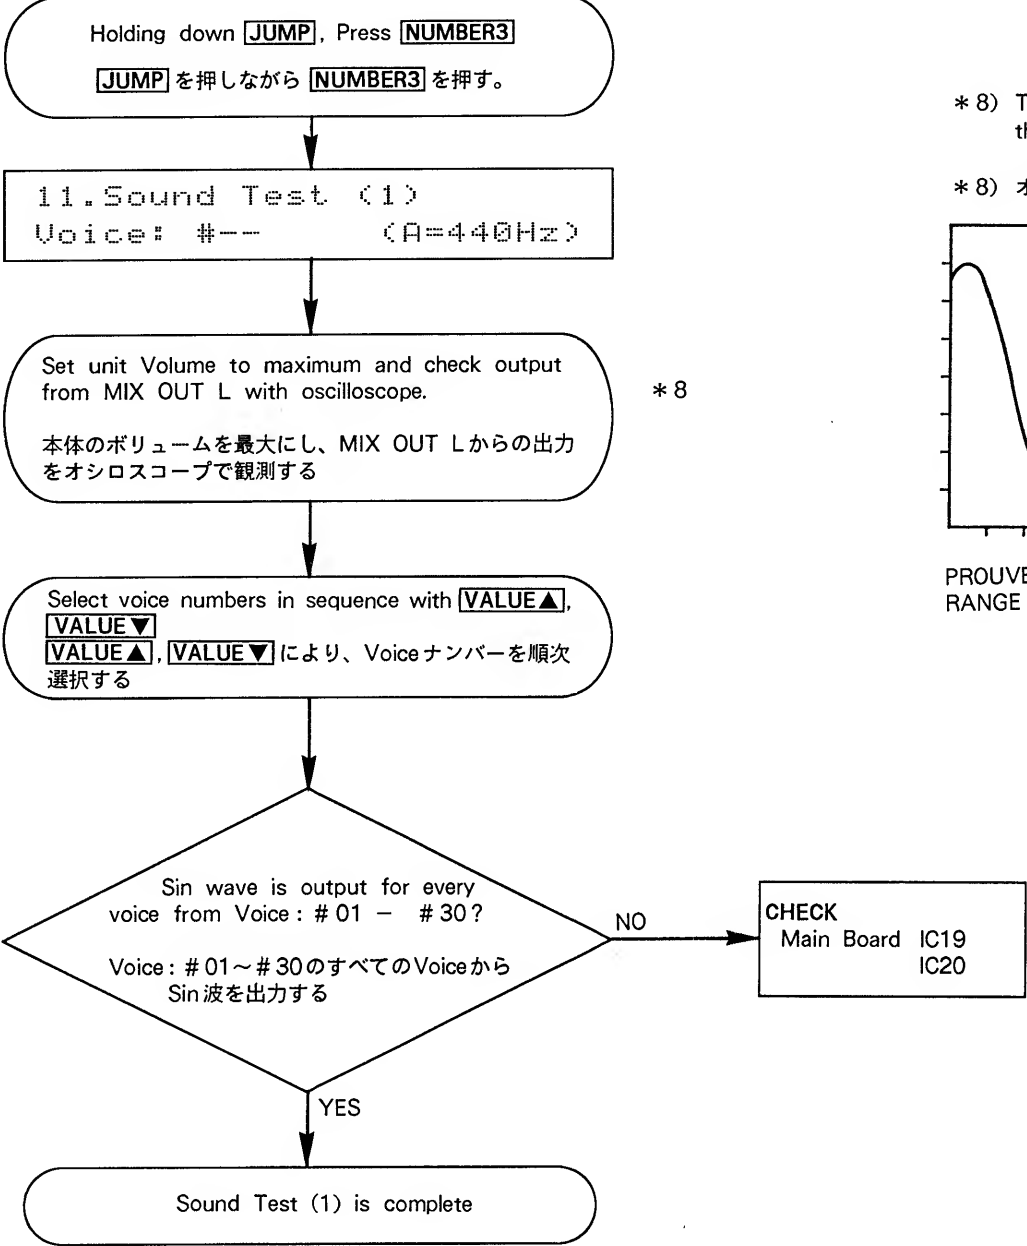 Holding down JUMP, Press NUMBER3
JUMP を押しながら NUMBER3 を押す。
11.Sound Test (1)
Voice: #-- (A=440Hz)
Set unit Volume to maximum and check output
from MIX OUT L with oscilloscope.
本体のボリュームを最大にし、MIX OUT Lからの出力
をオシロスコープで観測する
*8
Select voice numbers in sequence with VALUE▲,
VALUE▼
VALUE▲, VALUE▼により、Voiceナンバーを順次
選択する
Sin wave is output for every
voice from Voice: #01 - #30?
Voice: #01～#30のすべてのVoiceから
Sin波を出力する
NO
CHECK
Main Board IC19
IC20
YES
Sound Test (1) is complete
*8)
*8) オ
PROUVE
RANGE